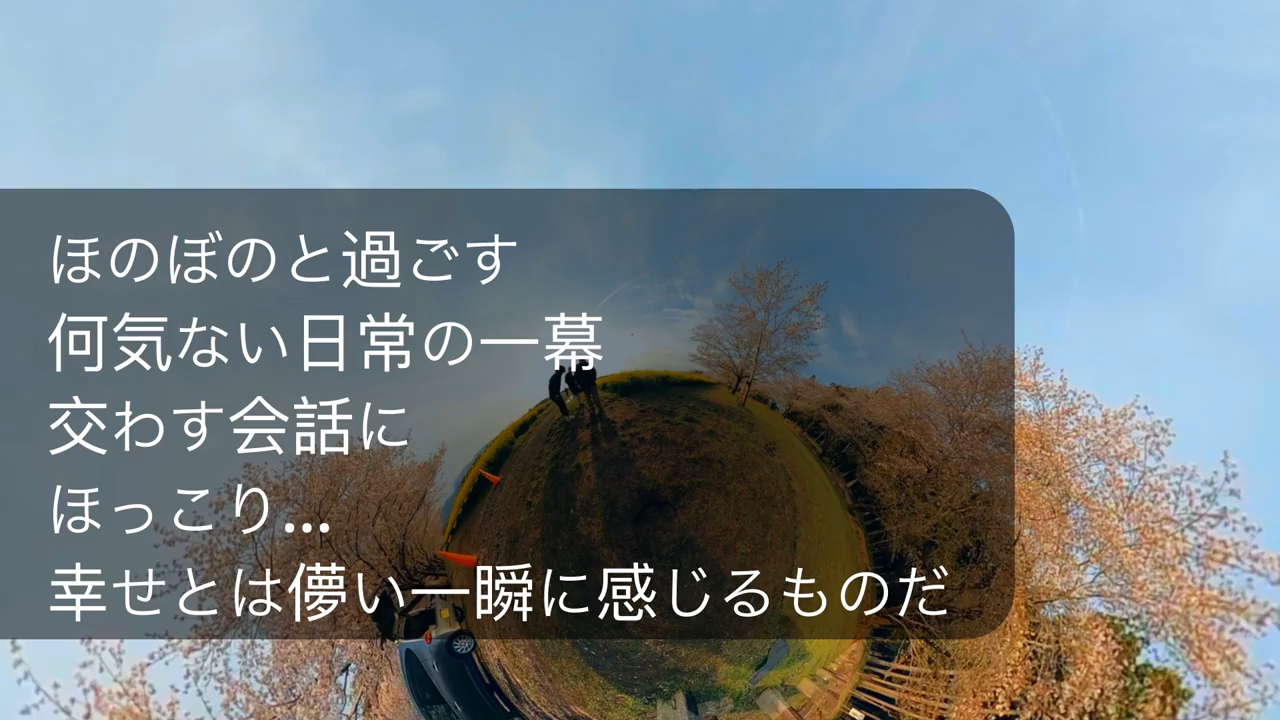 ほのぼのと過ごす
何気ない日常の一幕
交わす会話に
ほっこり...
幸せとは儚い一瞬に感じるものだ